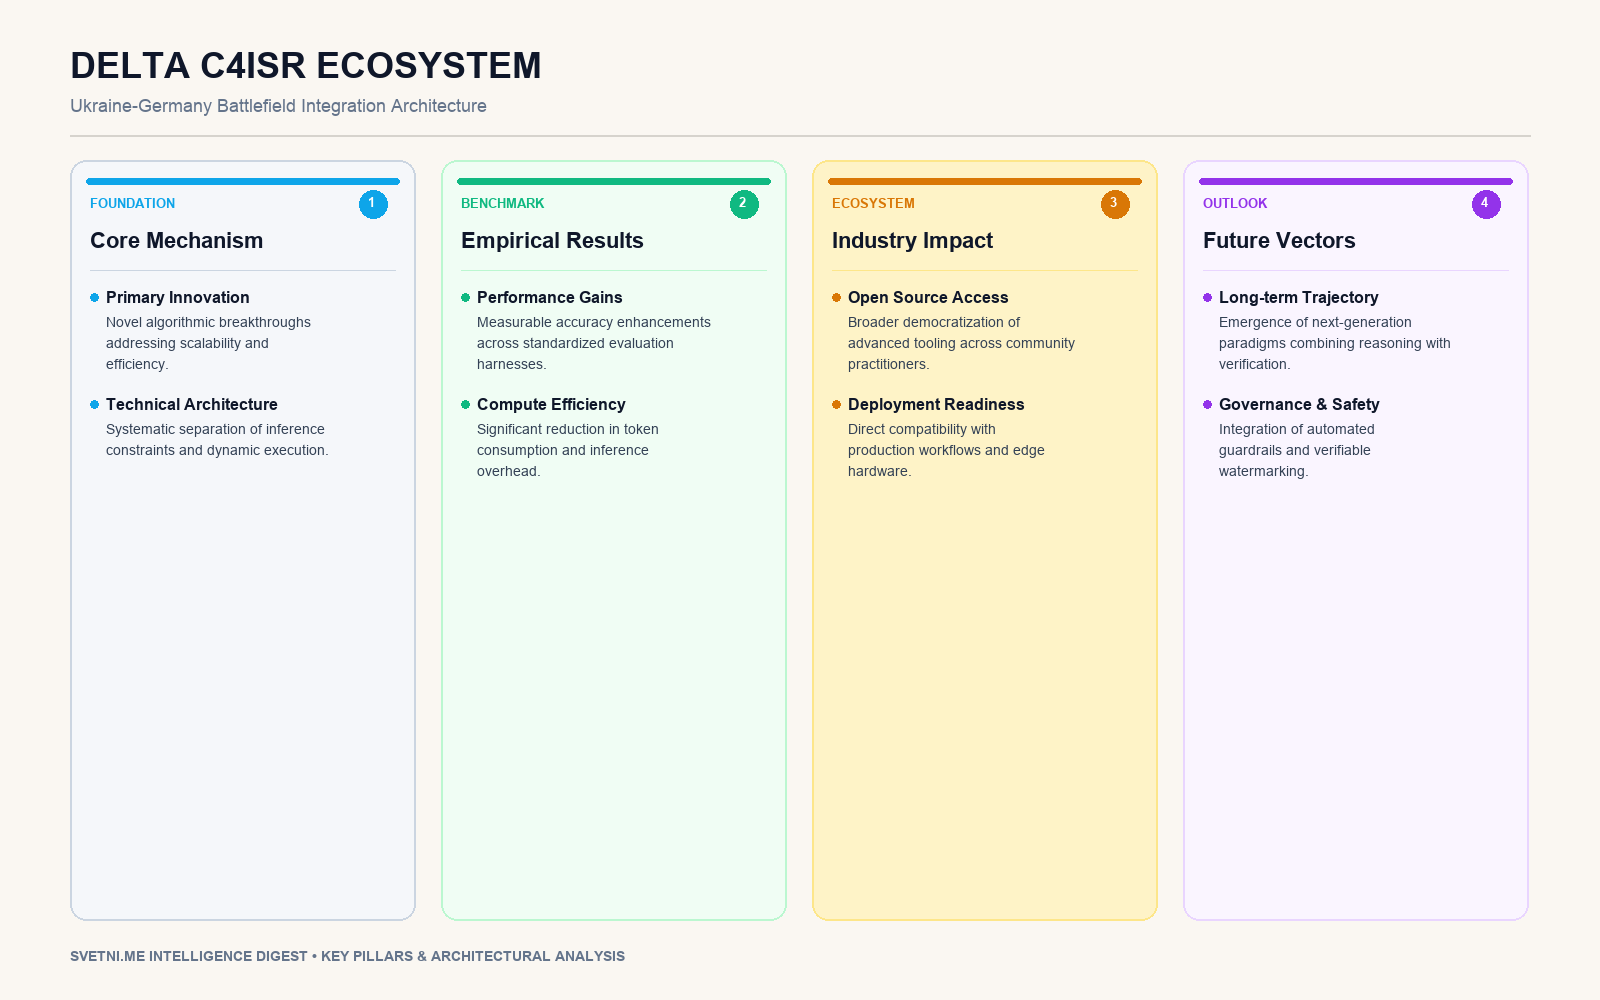 DELTA C4ISR ECOSYSTEM
Ukraine-Germany Battlefield Integration Architecture
FOUNDATION
1
Core Mechanism
Primary Innovation
Novel algorithmic breakthroughs
addressing scalability and
efficiency.
Technical Architecture
Systematic separation of inference
constraints and dynamic execution.
BENCHMARK
2
Empirical Results
Performance Gains
Measurable accuracy enhancements
across standardized evaluation
harnesses.
Compute Efficiency
Significant reduction in token
consumption and inference
overhead.
ECOSYSTEM
3
Industry Impact
Open Source Access
Broader democratization of
advanced tooling across community
practitioners.
Deployment Readiness
Direct compatibility with
production workflows and edge
hardware.
OUTLOOK
4
Future Vectors
Long-term Trajectory
Emergence of next-generation
paradigms combining reasoning with
verification.
Governance & Safety
Integration of automated
guardrails and verifiable
watermarking.
SVETNI.ME INTELLIGENCE DIGEST • KEY PILLARS & ARCHITECTURAL ANALYSIS